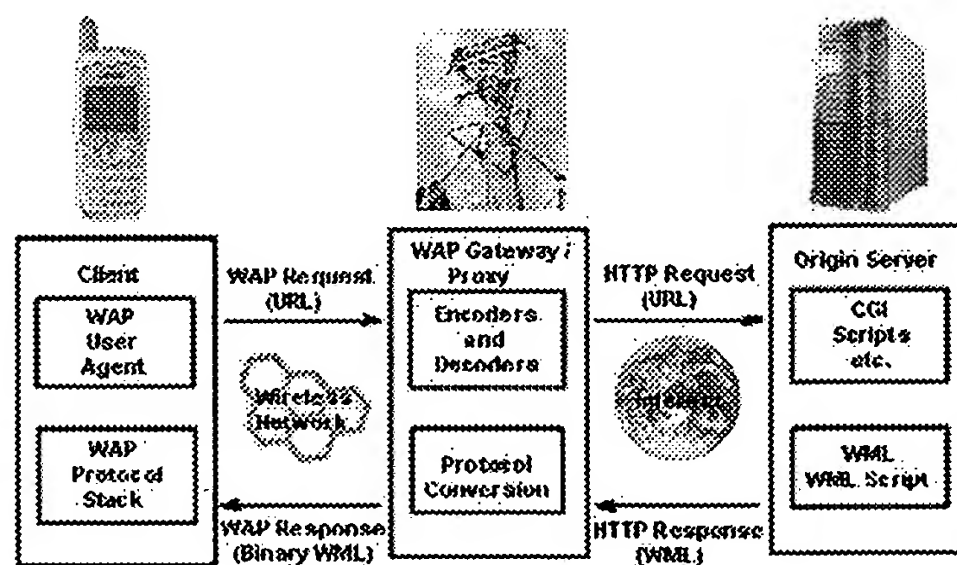 Client
WAP
User
Agent
WAP
Protocol
Stack
WAP Request
(URL)
Wireless
Network
WAP Response
(Binary WML)
WAP Gateway /
Proxy
Encoders
and
Decoders
Protocol
Conversion
HTTP Request
(URL)
Internet
HTTP Response
(WML)
Origin Server
CGI
Scripts
etc.
WML
WML Script